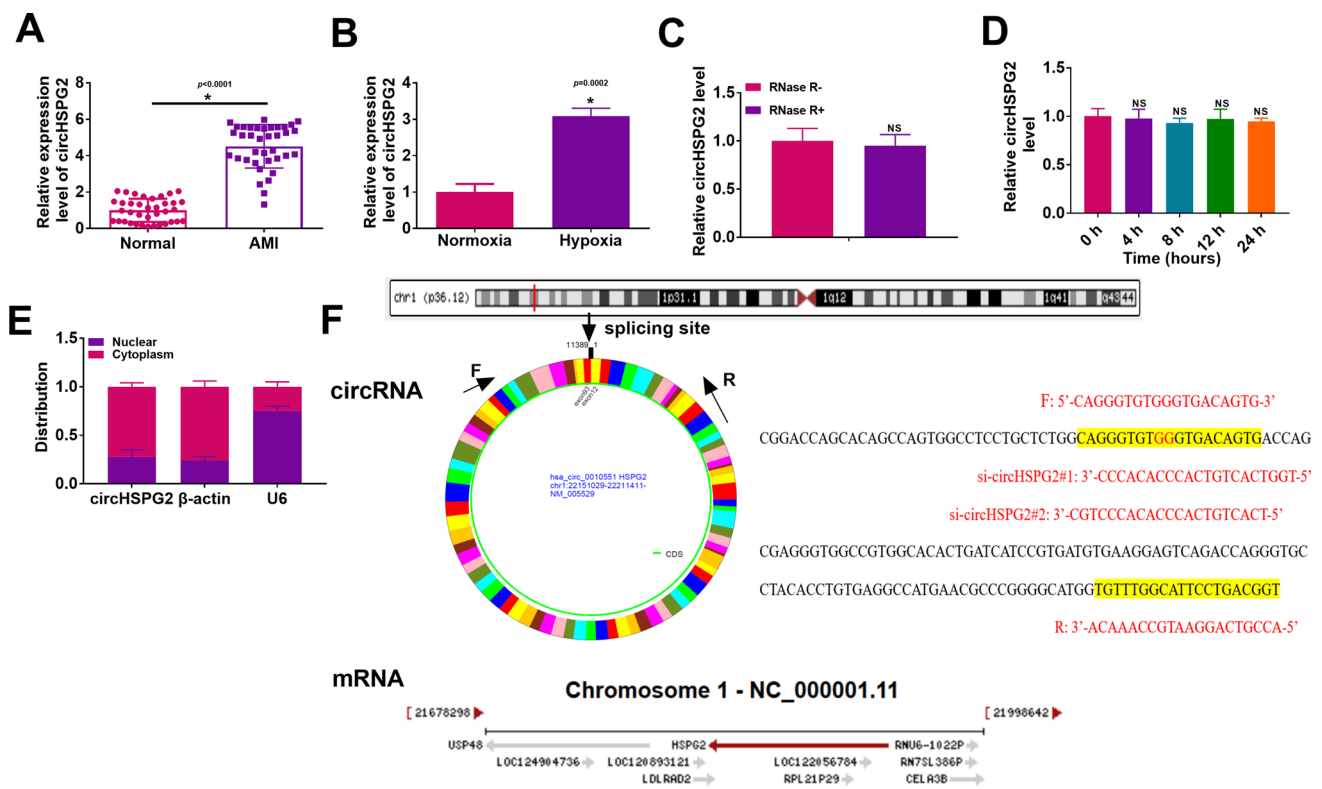 A
Relative expression
level of circHSPG2
8
6
4
2
0
p<0.0001
*
Normal
AMI
B
Relative expression
level of circHSPG2
4
3
2
1
0
p=0.0002
*
Normoxia
Hypoxia
C
Relative circHSPG2 level
1.5
1.0
0.5
0.0
RNase R-
RNase R+
NS
D
Relative circHSPG2
level
1.5
1.0
0.5
0.0
NS
NS
NS
NS
0 h
4 h
8 h
12 h
24 h
Time (hours)
E
Distribution
1.5
1.0
0.5
0.0
Nuclear
Cytoplasm
circHSPG2
β-actin
U6
F
chr1 (p36.12)
1p31.1
1q12
1q41
q43
44
splicing site
11389
1
circRNA
F
R
exon93
exon12
hsa_circ_0010551 HSPG2
chr1:22151029-22211411-
NM_005529
CDS
F: 5’-CAGGGTGTGGGTGACAGTG-3’
CGGACCAGCACAGCCAGTGGCCTCCTGCTCTGGCAGGGTGTGGGTGACAGTGACCAG
si-circHSPG2#1: 3’-CCCACACCCACTGTCACTGGT-5’
si-circHSPG2#2: 3’-CGTCCCACACCCACTGTCACT-5’
CGAGGGTGGCCGTGGCACACTGATCATCCGTGATGTGAAGGAGTCAGACCAGGGTGC
CTACACCTGTGAGGCCATGAACGCCCGGGGCATGGTGTTTGGCATTCCTGACGGT
R: 3’-ACAAACCGTAAGGACTGCCA-5’
mRNA
Chromosome 1 - NC_000001.11
[ 21678298
[ 21998642
USP48
HSPG2
RNU6-1022P
LOC124904736
LOC120893121
LOC122056784
RN7SL386P
LDLRAD2
RPL21P29
CELA3B